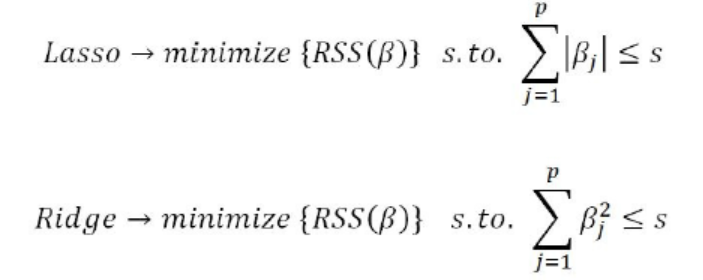 Lasso → minimize {RSS(β)} s.to. ∑_{j=1}^{p} |β_j| ≤ s
Ridge → minimize {RSS(β)} s.to. ∑_{j=1}^{p} β_j^2 ≤ s